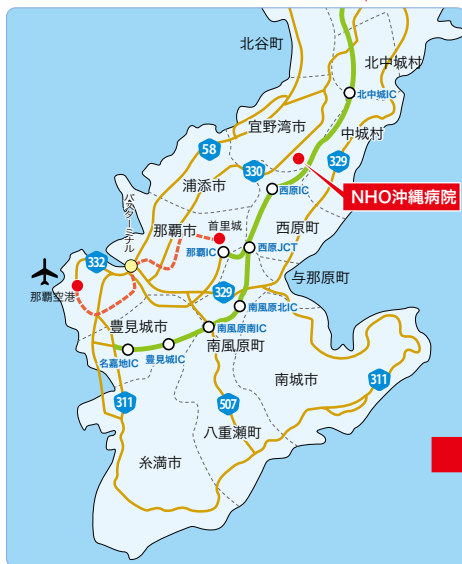 北谷町
北中城村
北中城IC
宜野湾市
中城村
58
329
330
NHO沖縄病院
浦添市
西原IC
バスターミナル
那覇市
首里城
西原町
那覇IC
西原JCT
332
与那原町
那覇空港
329
南風原北IC
豊見城市
南風原南IC
南風原町
名嘉地IC
豊見城IC
南城市
311
311
507
八重瀬町
糸満市